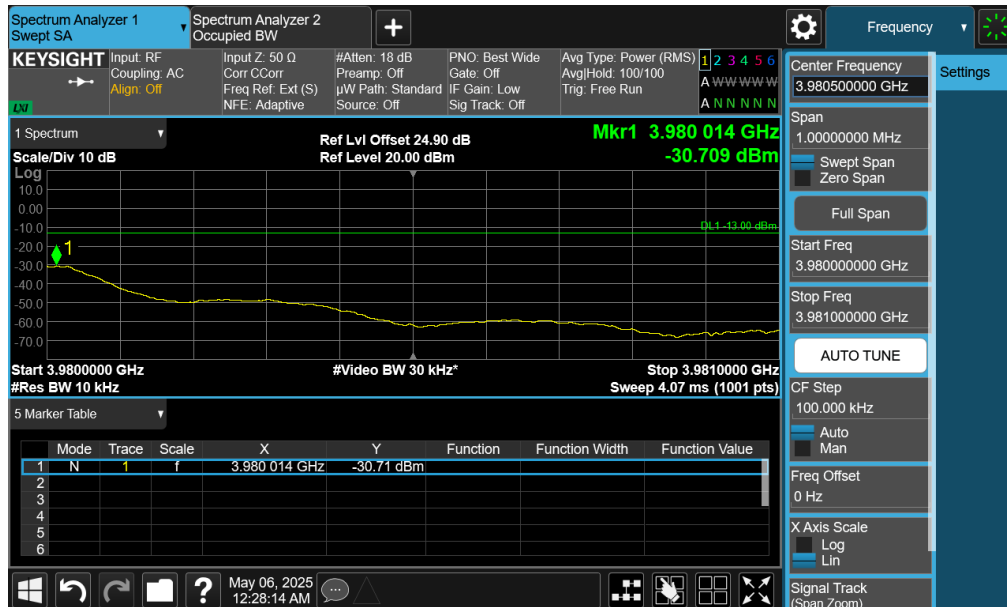 Spectrum Analyzer 1
Swept SA
Spectrum Analyzer 2
Occupied BW
Frequency
KEYSIGHT
LXI
Input: RF
Coupling: AC
Align: Off
Input Z: 50 Ω
Corr CCorr
Freq Ref: Ext (S)
NFE: Adaptive
#Atten: 18 dB
Preamp: Off
µW Path: Standard
Source: Off
PNO: Best Wide
Gate: Off
IF Gain: Low
Sig Track: Off
Avg Type: Power (RMS)
Avg|Hold: 100/100
Trig: Free Run
1 2 3 4 5 6
A W W W W W
A N N N N N
1 Spectrum
Scale/Div 10 dB
Ref Lvl Offset 24.90 dB
Ref Level 20.00 dBm
Mkr1 3.980 014 GHz
-30.709 dBm
Log
10.0
0.00
-10.0
-20.0
-30.0
-40.0
-50.0
-60.0
-70.0
DL1 -13.00 dBm
1
Start 3.9800000 GHz
#Video BW 30 kHz*
Stop 3.9810000 GHz
#Res BW 10 kHz
Sweep 4.07 ms (1001 pts)
5 Marker Table
Mode Trace Scale X Y Function Function Width Function Value
1 N 1 f 3.980 014 GHz -30.71 dBm
2
3
4
5
6
Center Frequency
3.980500000 GHz
Settings
Span
1.00000000 MHz
Swept Span
Zero Span
Full Span
Start Freq
3.980000000 GHz
Stop Freq
3.981000000 GHz
AUTO TUNE
CF Step
100.000 kHz
Auto
Man
Freq Offset
0 Hz
X Axis Scale
Log
Lin
Signal Track
(Span Zoom)
?
May 06, 2025
12:28:14 AM